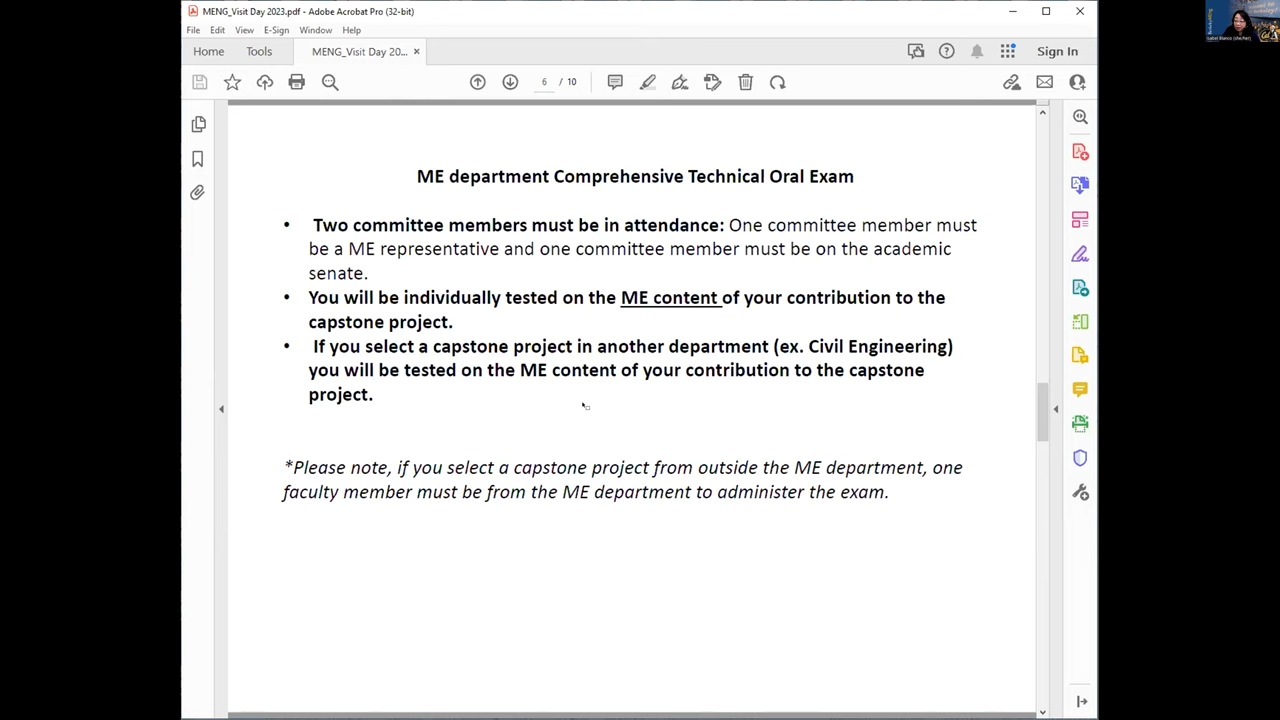 MENG_Visit Day 2023.pdf - Adobe Acrobat Pro (32-bit)
File Edit View E-Sign Window Help
Home Tools MENG_Visit Day 20... × Sign In
6 / 10
ME department Comprehensive Technical Oral Exam
• Two committee members must be in attendance: One committee member must
be a ME representative and one committee member must be on the academic
senate.
• You will be individually tested on the ME content of your contribution to the
capstone project.
• If you select a capstone project in another department (ex. Civil Engineering)
you will be tested on the ME content of your contribution to the capstone
project.
*Please note, if you select a capstone project from outside the ME department, one
faculty member must be from the ME department to administer the exam.